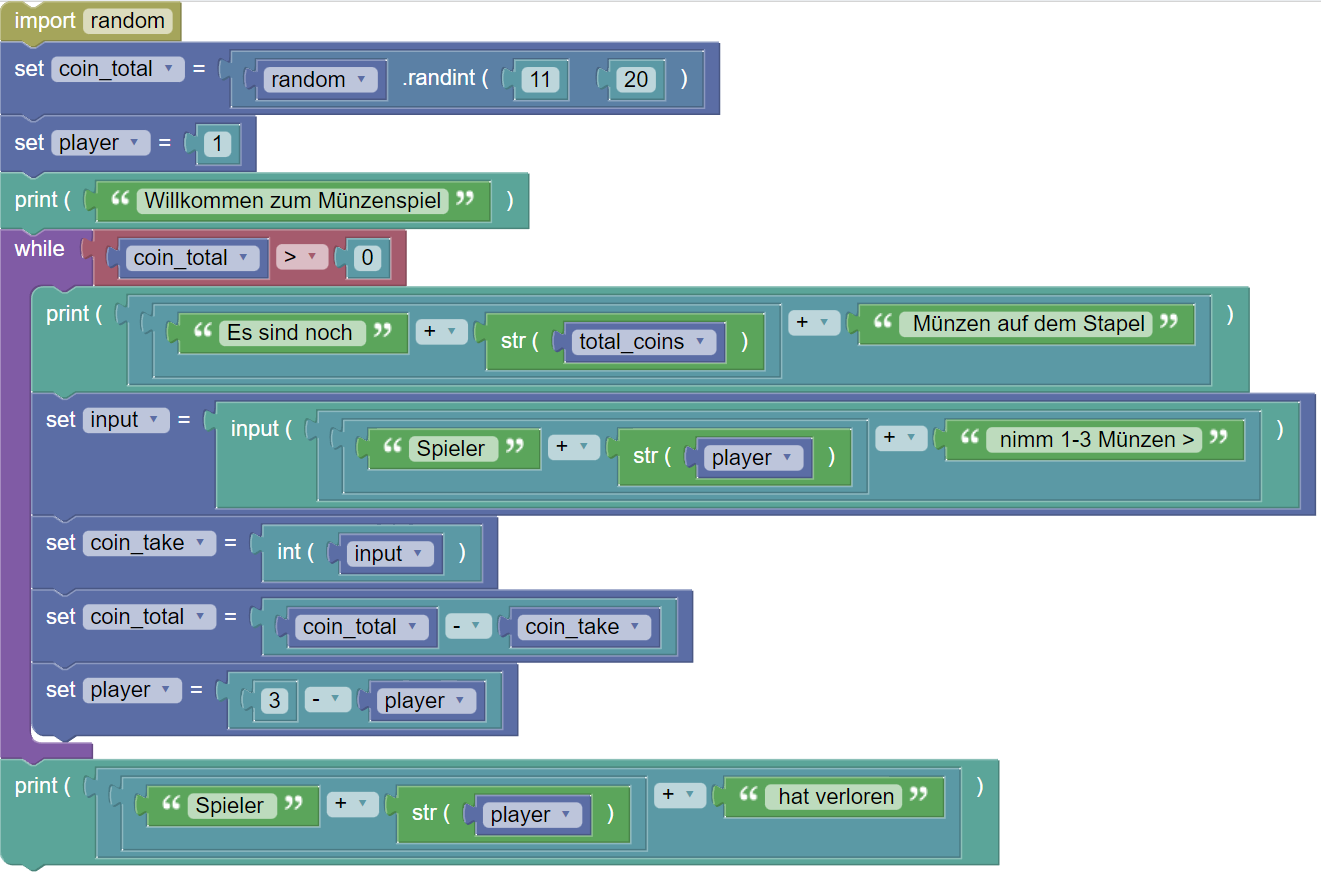 import random
set coin_total = random .randint ( 11 20 )
set player = 1
print ( “ Willkommen zum Münzenspiel ” )
while coin_total > 0
print ( “ Es sind noch ” + str ( total_coins ) + “ Münzen auf dem Stapel ” )
set input = input ( “ Spieler ” + str ( player ) + “ nimm 1-3 Münzen > ” )
set coin_take = int ( input )
set coin_total = coin_total - coin_take
set player = 3 - player
print ( “ Spieler ” + str ( player ) + “ hat verloren ” )